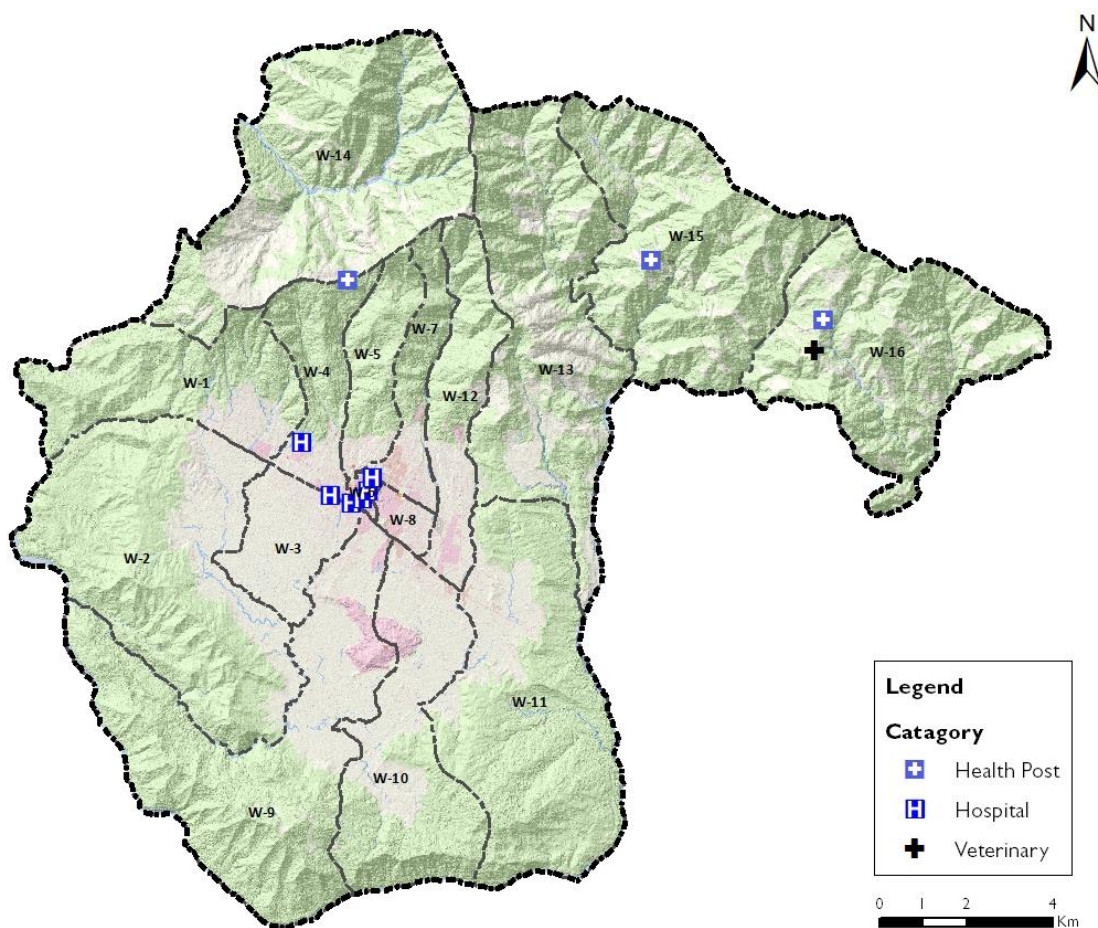 N
W-14
W-15
W-7
W-5
W-16
W-4
W-13
W-1
W-12
W-8
W-3
W-2
W-11
W-10
W-9
H
H
H
H
Legend
Catagory
Health Post
H Hospital
Veterinary
0 1 2 4
Km